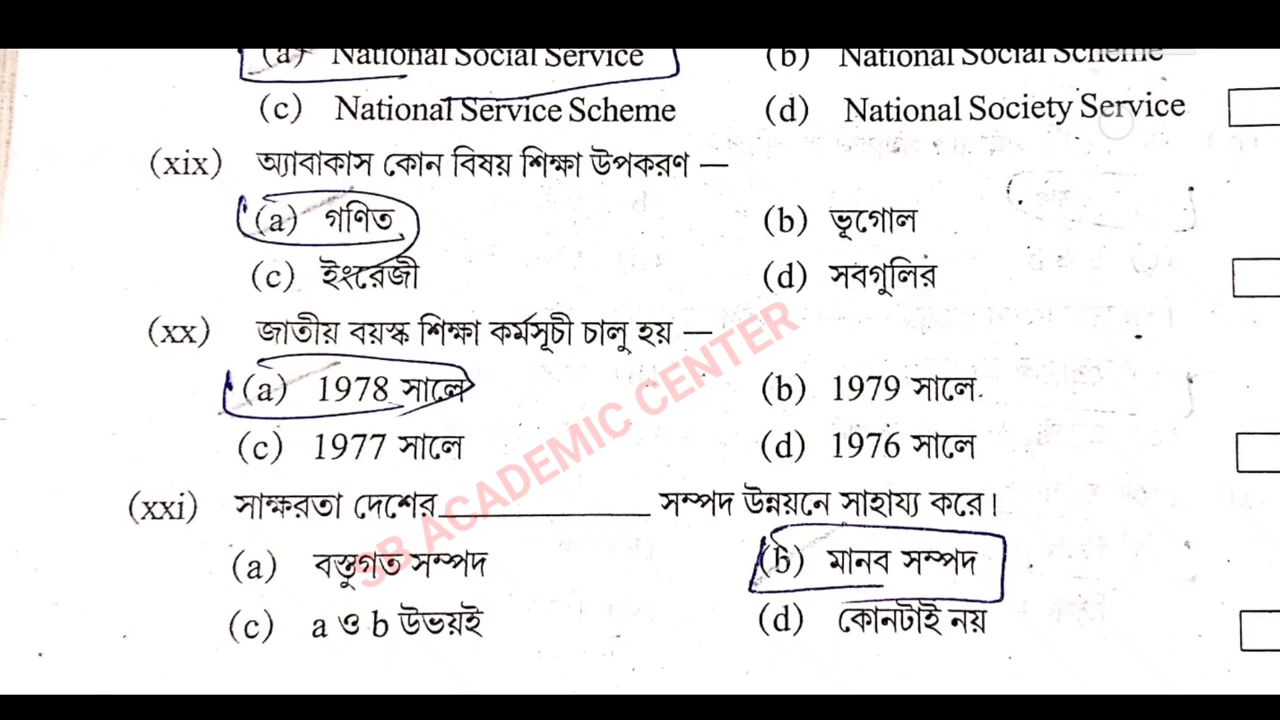 (a) National Social Service (b) National Social Scheme
(c) National Service Scheme (d) National Society Service
(xix) অ্যাবাকাস কোন বিষয় শিক্ষা উপকরণ —
(a) গণিত (b) ভূগোল
(c) ইংরেজী (d) সবগুলির
(xx) জাতীয় বয়স্ক শিক্ষা কর্মসূচী চালু হয় —
(a) 1978 সালে (b) 1979 সালে.
(c) 1977 সালে (d) 1976 সালে
(xxi) সাক্ষরতা দেশের_______________ সম্পদ উন্নয়নে সাহায্য করে।
(a) বস্তুগত সম্পদ (b) মানব সম্পদ
(c) a ও b উভয়ই (d) কোনটাই নয়
SB ACADEMIC CENTER